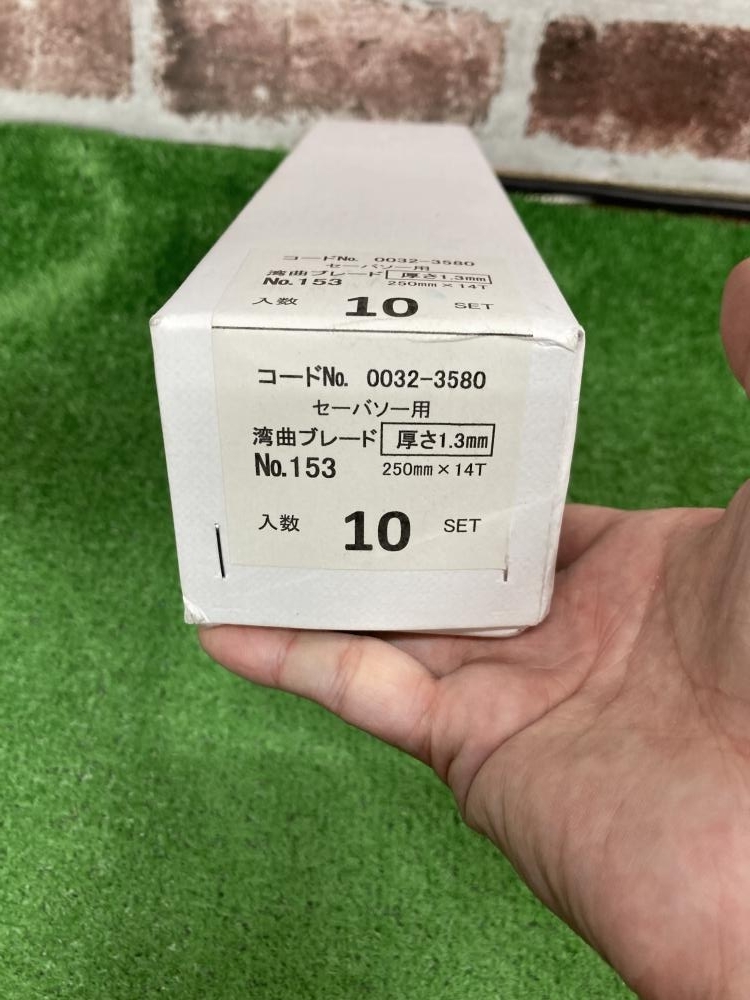 コードNo. 0032-3580
セーバソー用
湾曲ブレード 厚さ1.3mm
No.153 250mm×14T
入数 10 SET
コードNo. 0032-3580
セーバソー用
湾曲ブレード 厚さ1.3mm
No.153 250mm×14T
入数 10 SET